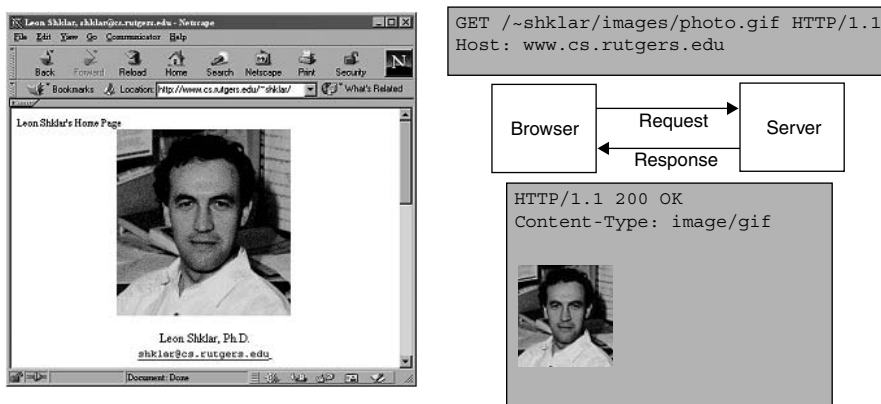 Leon Shklar, shklar@cs.rutgers.edu - Netscape
File Edit View Go Communicator Help
Back Forward Reload Home Search Netscape Print Security
N
Bookmarks Location: http://www.cs.rutgers.edu/~shklar/ What's Related
Leon Shklar's Home Page
Leon Shklar, Ph.D.
shklar@cs.rutgers.edu
Document: Done
GET /~shklar/images/photo.gif HTTP/1.1
Host: www.cs.rutgers.edu
Browser
Request
Response
Server
HTTP/1.1 200 OK
Content-Type: image/gif